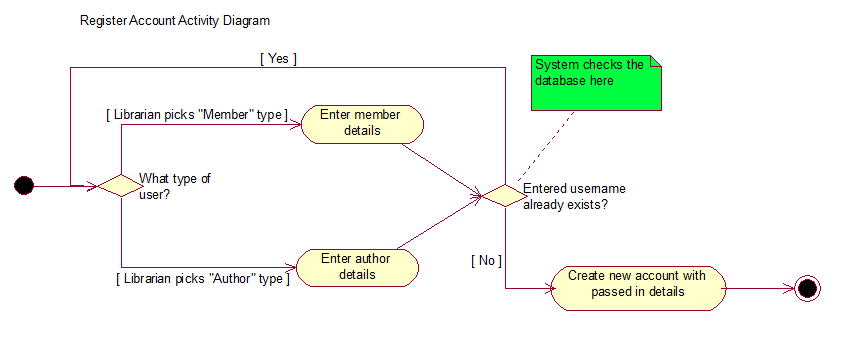 Register Account Activity Diagram
[ Yes ]
System checks the
database here
[ Librarian picks "Member" type ]
Enter member
details
What type of
user?
Entered username
already exists?
Enter author
details
[ Librarian picks "Author" type ]
[ No ]
Create new account with
passed in details